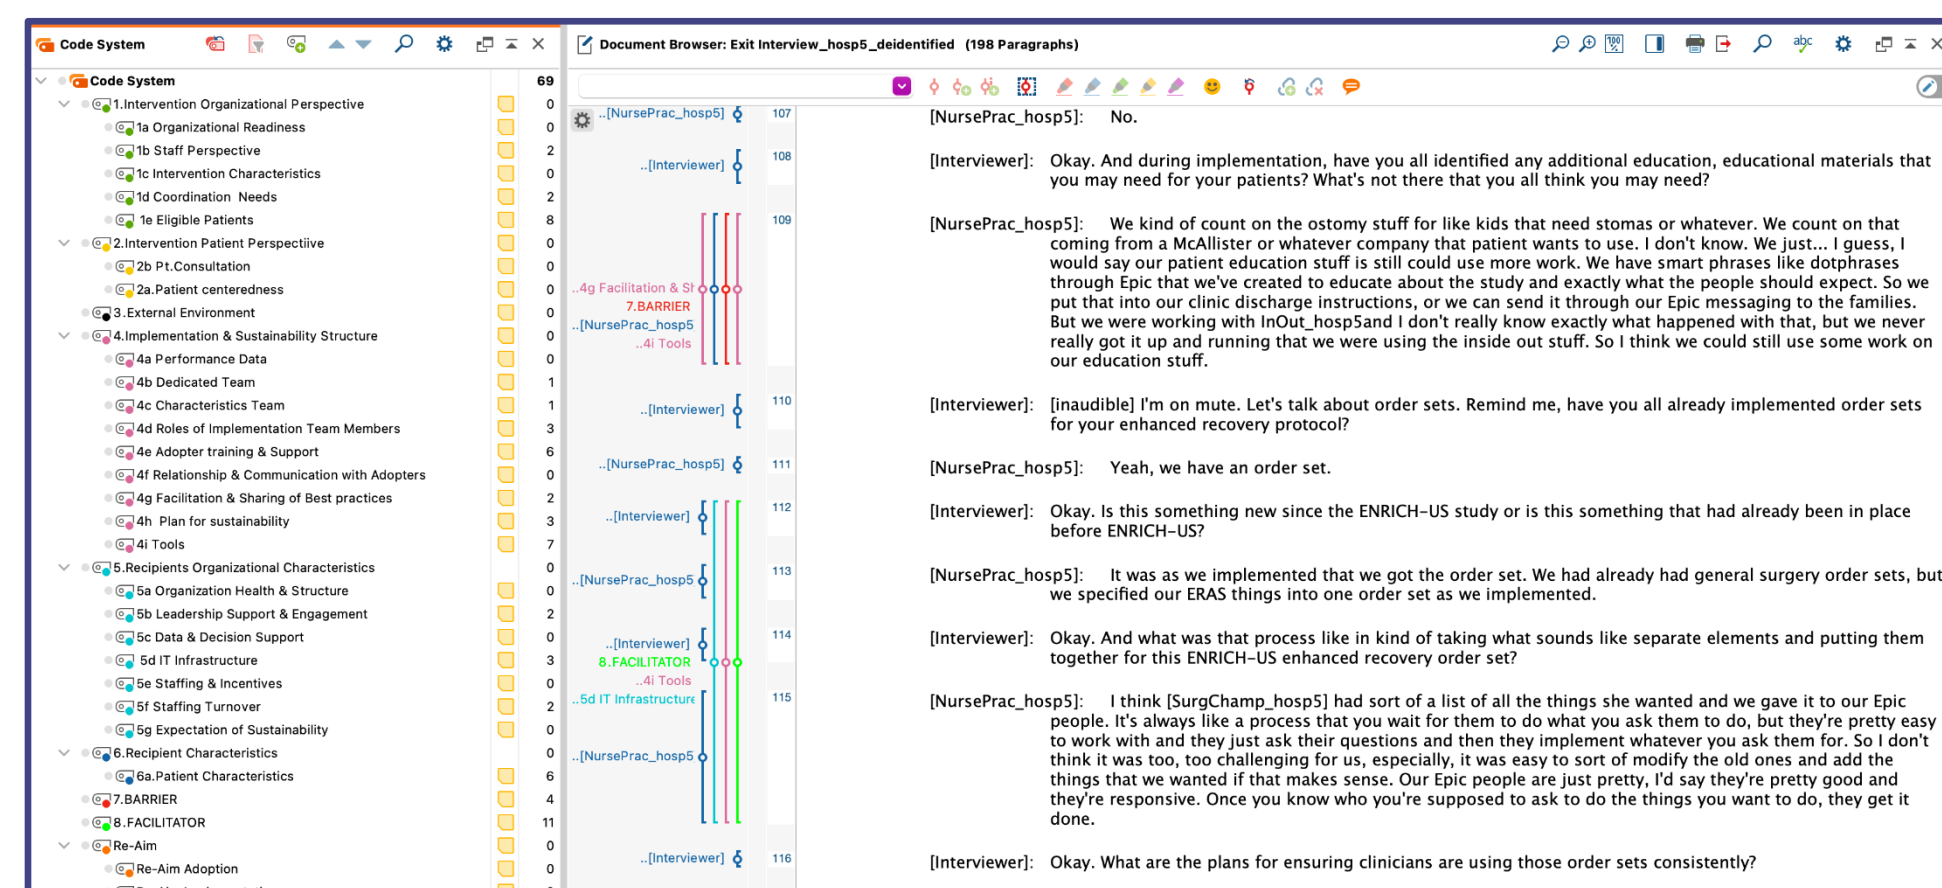 Code System
Document Browser: Exit Interview_hosp5_deidentified (198 Paragraphs)
100
%
abc
Code System 69
1.Intervention Organizational Perspective 0
1a Organizational Readiness 0
1b Staff Perspective 2
1c Intervention Characteristics 0
1d Coordination Needs 2
1e Eligible Patients 8
2.Intervention Patient Perspectiive 0
2b Pt.Consultation 0
2a.Patient centeredness 0
3.External Environment 0
4.Implementation & Sustainability Structure 0
4a Performance Data 0
4b Dedicated Team 1
4c Characteristics Team 1
4d Roles of Implementation Team Members 3
4e Adopter training & Support 6
4f Relationship & Communication with Adopters 0
4g Facilitation & Sharing of Best practices 2
4h Plan for sustainability 3
4i Tools 7
5.Recipients Organizational Characteristics 0
5a Organization Health & Structure 0
5b Leadership Support & Engagement 2
5c Data & Decision Support 0
5d IT Infrastructure 3
5e Staffing & Incentives 0
5f Staffing Turnover 2
5g Expectation of Sustainability 0
6.Recipient Characteristics 0
6a.Patient Characteristics 6
7.BARRIER 4
8.FACILITATOR 11
Re-Aim 0
Re-Aim Adoption 0
..[NursePrac_hosp5] 107
[NursePrac_hosp5]: No.
..[Interviewer] 108
[Interviewer]: Okay. And during implementation, have you all identified any additional education, educational materials that
you may need for your patients? What's not there that you all think you may need?
109
..4g Facilitation & Sh
7.BARRIER
..[NursePrac_hosp5
..4i Tools
[NursePrac_hosp5]: We kind of count on the ostomy stuff for like kids that need stomas or whatever. We count on that
coming from a McAllister or whatever company that patient wants to use. I don't know. We just... I guess, I
would say our patient education stuff is still could use more work. We have smart phrases like dotphrases
through Epic that we've created to educate about the study and exactly what the people should expect. So we
put that into our clinic discharge instructions, or we can send it through our Epic messaging to the families.
But we were working with InOut_hosp5and I don't really know exactly what happened with that, but we never
really got it up and running that we were using the inside out stuff. So I think we could still use some work on
our education stuff.
..[Interviewer] 110
[Interviewer]: [inaudible] I'm on mute. Let's talk about order sets. Remind me, have you all already implemented order sets
for your enhanced recovery protocol?
..[NursePrac_hosp5] 111
[NursePrac_hosp5]: Yeah, we have an order set.
..[Interviewer] 112
[Interviewer]: Okay. Is this something new since the ENRICH-US study or is this something that had already been in place
before ENRICH-US?
..[NursePrac_hosp5 113
[NursePrac_hosp5]: It was as we implemented that we got the order set. We had already had general surgery order sets, but
we specified our ERAS things into one order set as we implemented.
..[Interviewer] 114
8.FACILITATOR
..4i Tools
..5d IT Infrastructure
[Interviewer]: Okay. And what was that process like in kind of taking what sounds like separate elements and putting them
together for this ENRICH-US enhanced recovery order set?
115
..[NursePrac_hosp5
[NursePrac_hosp5]: I think [SurgChamp_hosp5] had sort of a list of all the things she wanted and we gave it to our Epic
people. It's always like a process that you wait for them to do what you ask them to do, but they're pretty easy
to work with and they just ask their questions and then they implement whatever you ask them for. So I don't
think it was too, too challenging for us, especially, it was easy to sort of modify the old ones and add the
things that we wanted if that makes sense. Our Epic people are just pretty, I'd say they're pretty good and
they're responsive. Once you know who you're supposed to ask to do the things you want to do, they get it
done.
..[Interviewer] 116
[Interviewer]: Okay. What are the plans for ensuring clinicians are using those order sets consistently?